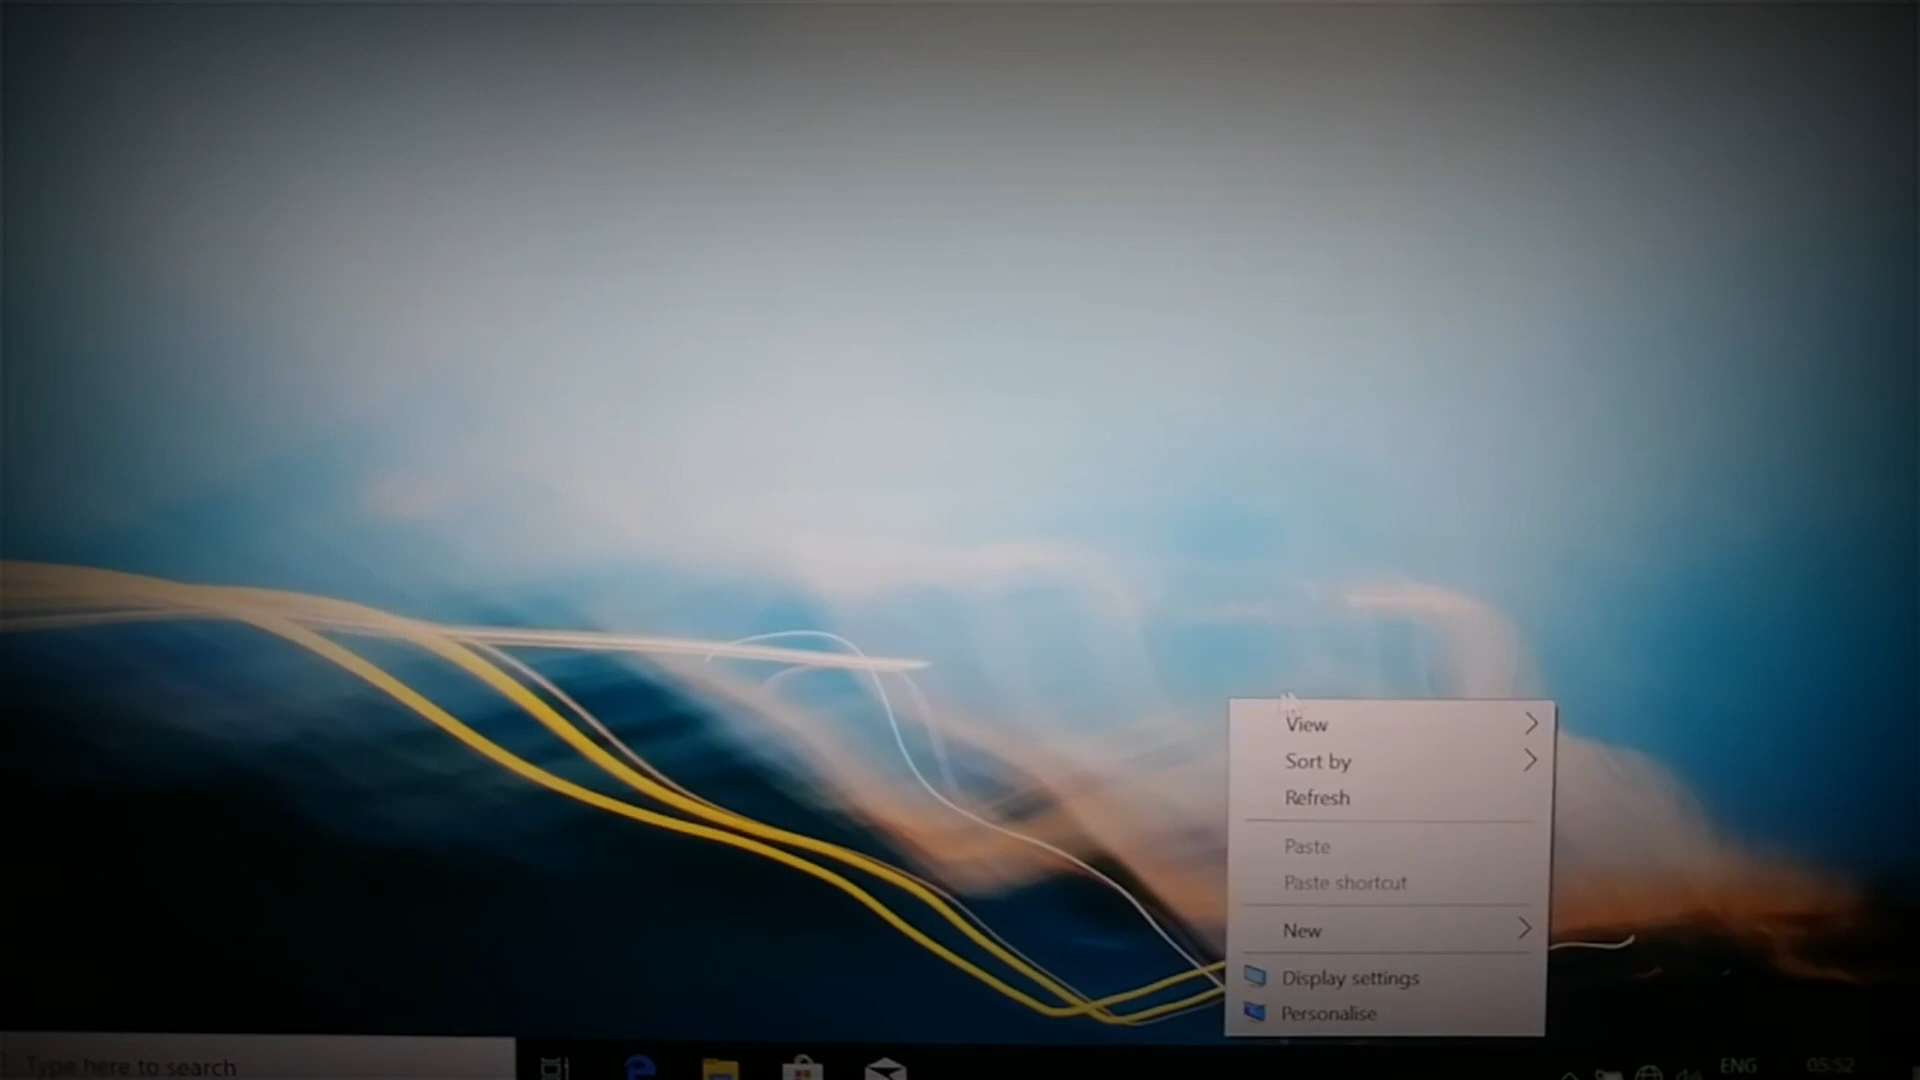 View
Sort by
Refresh
Paste
Paste shortcut
New
Display settings
Personalise
Type here to search
ENG
05:52